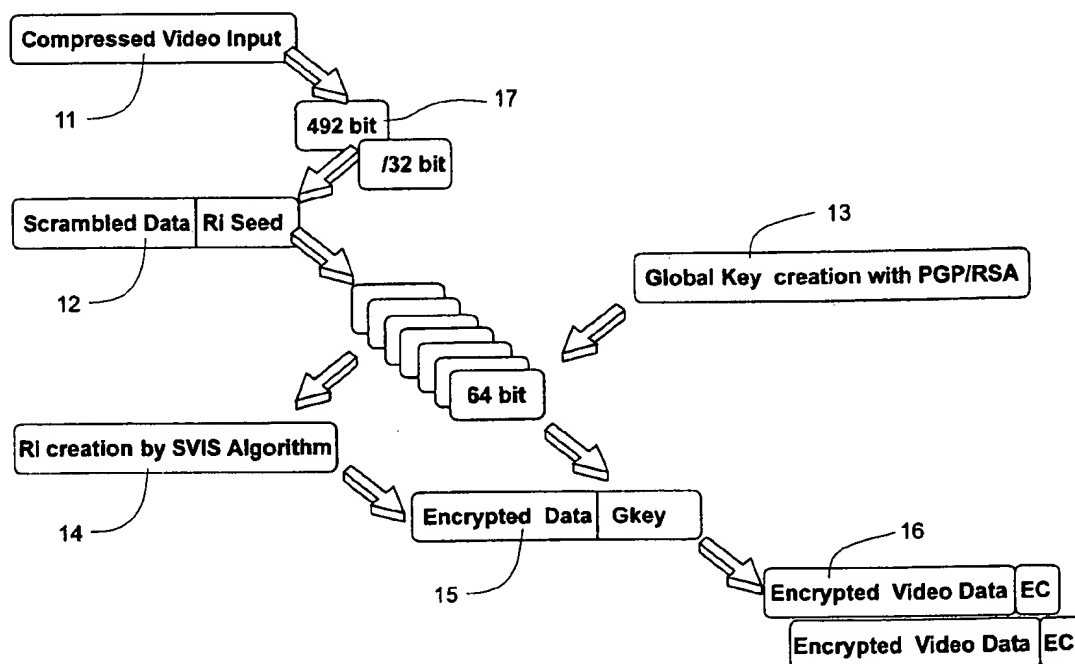 Compressed Video Input
11
17
492 bit
/32 bit
Scrambled Data Ri Seed
12
13
Global Key creation with PGP/RSA
64 bit
Ri creation by SVIS Algorithm
14
Encrypted Data Gkey
15
16
Encrypted Video Data EC
Encrypted Video Data EC